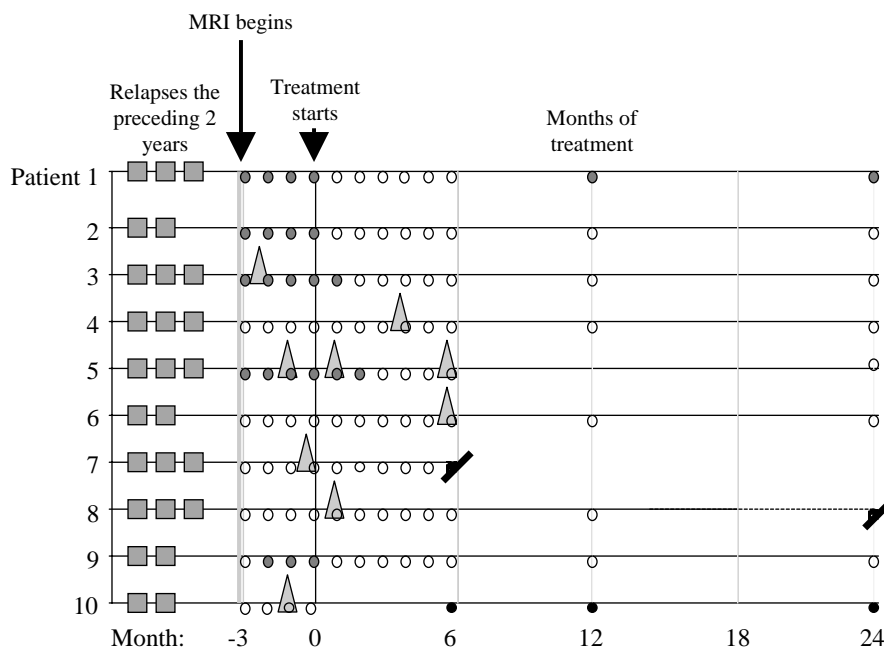 MRI begins
Relapses the
preceding 2
years
Treatment
starts
Months of
treatment
Patient 1
2
3
4
5
6
7
8
9
10
Month: -3 0 6 12 18 24